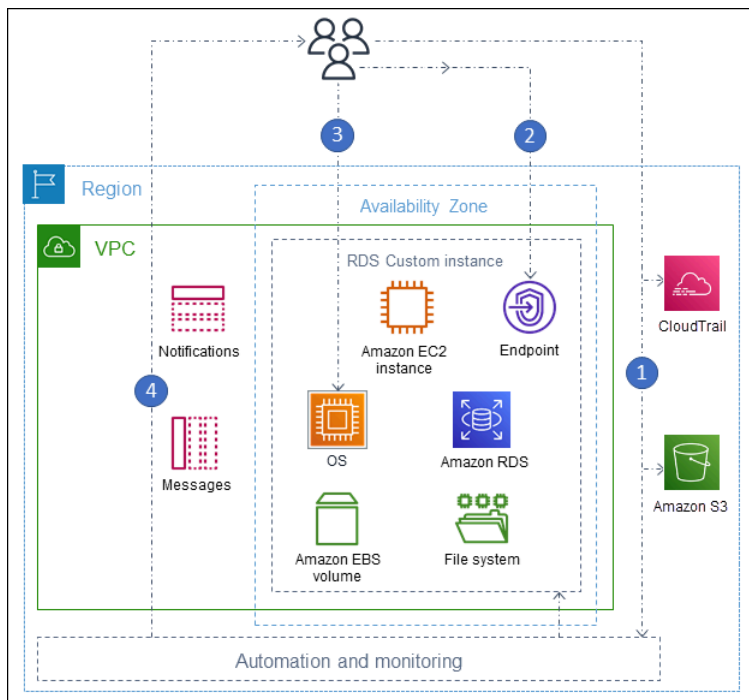 3
2
Region
Availability Zone
VPC
RDS Custom instance
Notifications
Amazon EC2
instance
Endpoint
CloudTrail
4
1
Messages
OS
Amazon RDS
Amazon S3
Amazon EBS
volume
File system
Automation and monitoring